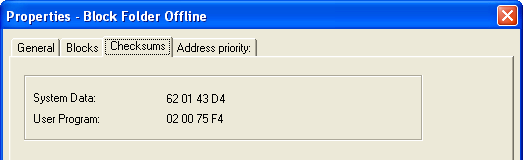 Properties - Block Folder Offline
General Blocks Checksums Address priority:
System Data: 62 01 43 D4
User Program: 02 00 75 F4